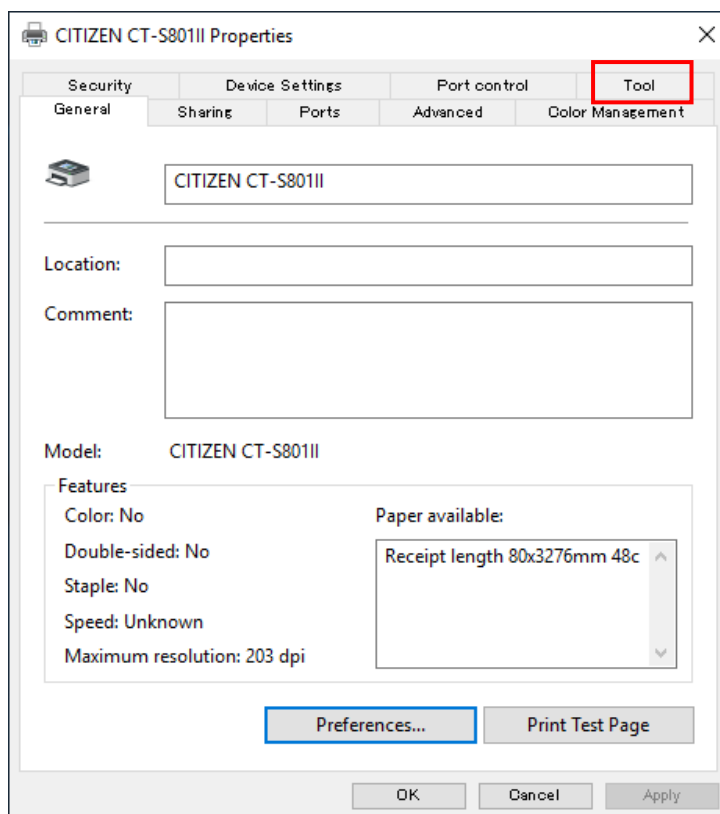 CITIZEN CT-S801II Properties
Security Device Settings Port control Tool
General Sharing Ports Advanced Color Management
CITIZEN CT-S801II
Location:
Comment:
Model: CITIZEN CT-S801II
Features
Color: No Paper available:
Double-sided: No Receipt length 80x3276mm 48c
Staple: No
Speed: Unknown
Maximum resolution: 203 dpi
Preferences... Print Test Page
OK Cancel Apply